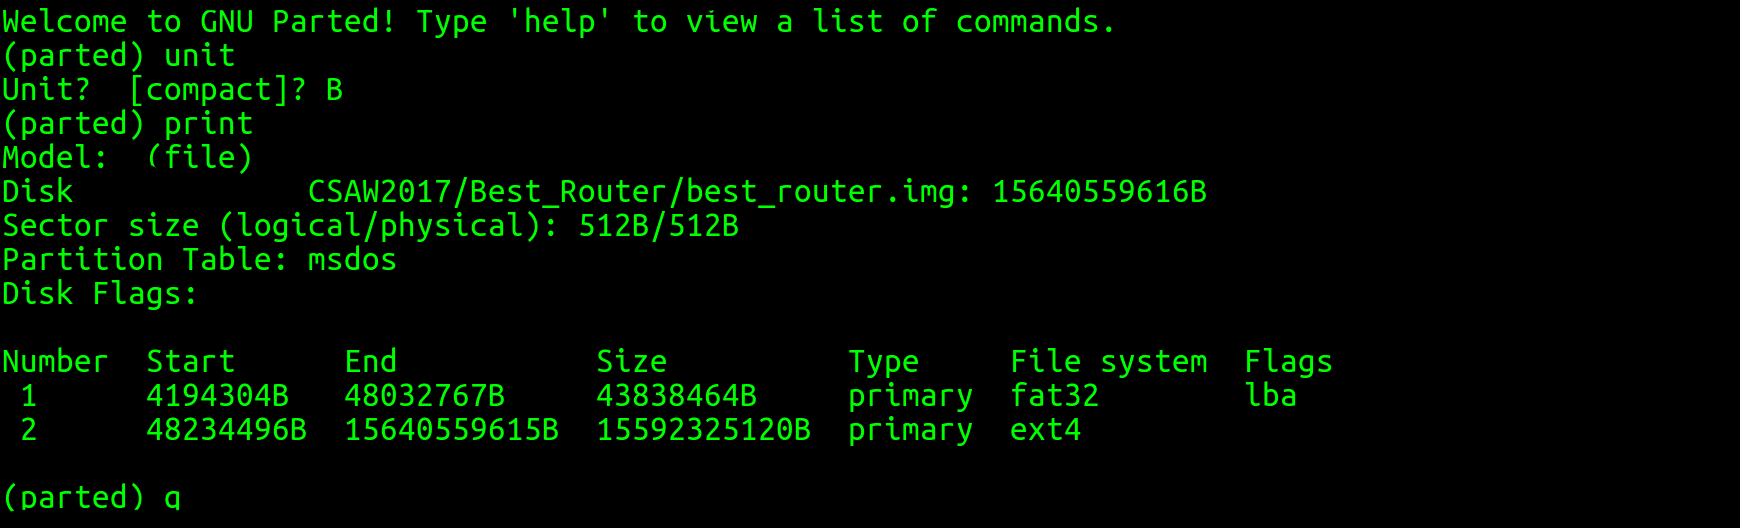 Welcome to GNU Parted! Type 'help' to view a list of commands.
(parted) unit
Unit?  [compact]? B
(parted) print
Model:  (file)
Disk             CSAW2017/Best_Router/best_router.img: 15640559616B
Sector size (logical/physical): 512B/512B
Partition Table: msdos
Disk Flags:
Number  Start      End           Size          Type     File system  Flags
 1      4194304B   48032767B     43838464B     primary  fat32        lba
 2      48234496B  15640559615B  15592325120B  primary  ext4
(parted) q